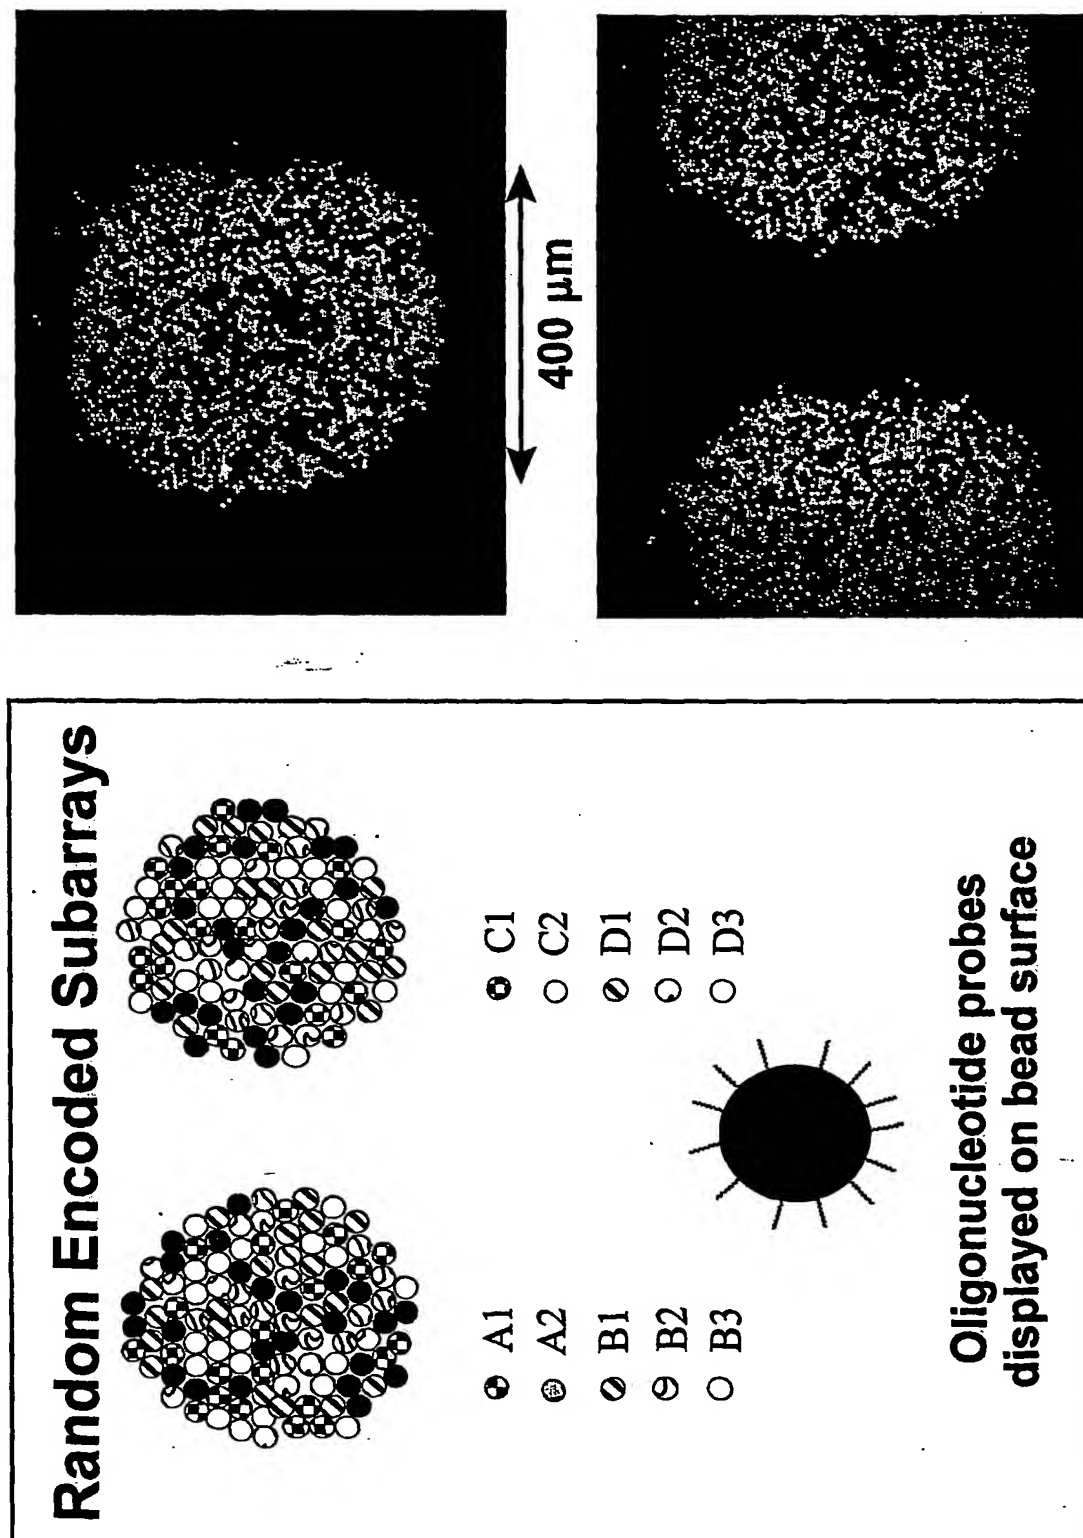 Random Encoded Subarrays
A1
A2
B1
B2
B3
C1
C2
D1
D2
D3
Oligonucleotide probes
displayed on bead surface
400 µm